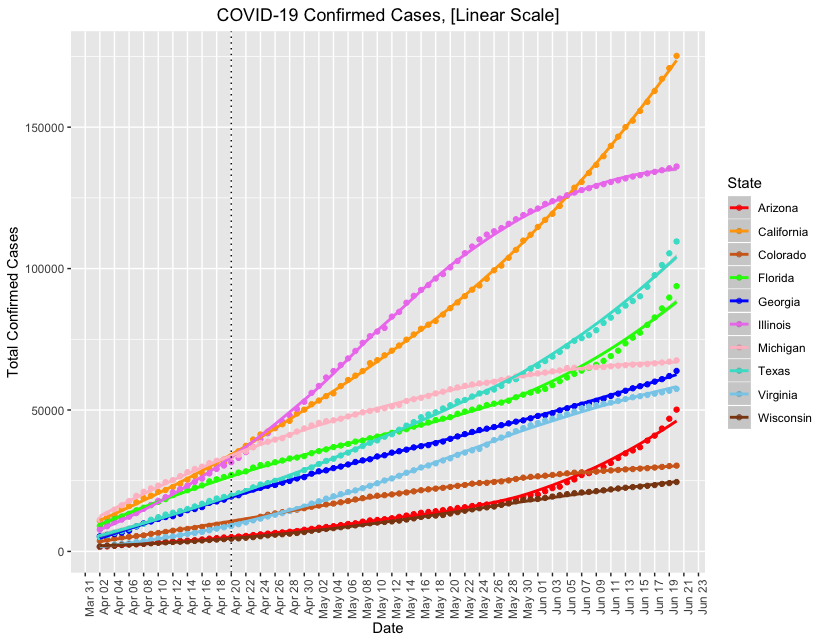 COVID-19 Confirmed Cases, [Linear Scale]
Total Confirmed Cases
150000
100000
50000
0
Mar 31
Apr 02
Apr 04
Apr 06
Apr 08
Apr 10
Apr 12
Apr 14
Apr 16
Apr 18
Apr 20
Apr 22
Apr 24
Apr 26
Apr 28
Apr 30
May 02
May 04
May 06
May 08
May 10
May 12
May 14
May 16
May 18
May 20
May 22
May 24
May 26
May 28
May 30
Jun 01
Jun 03
Jun 05
Jun 07
Jun 09
Jun 11
Jun 13
Jun 15
Jun 17
Jun 19
Jun 21
Jun 23
Date
State
Arizona
California
Colorado
Florida
Georgia
Illinois
Michigan
Texas
Virginia
Wisconsin